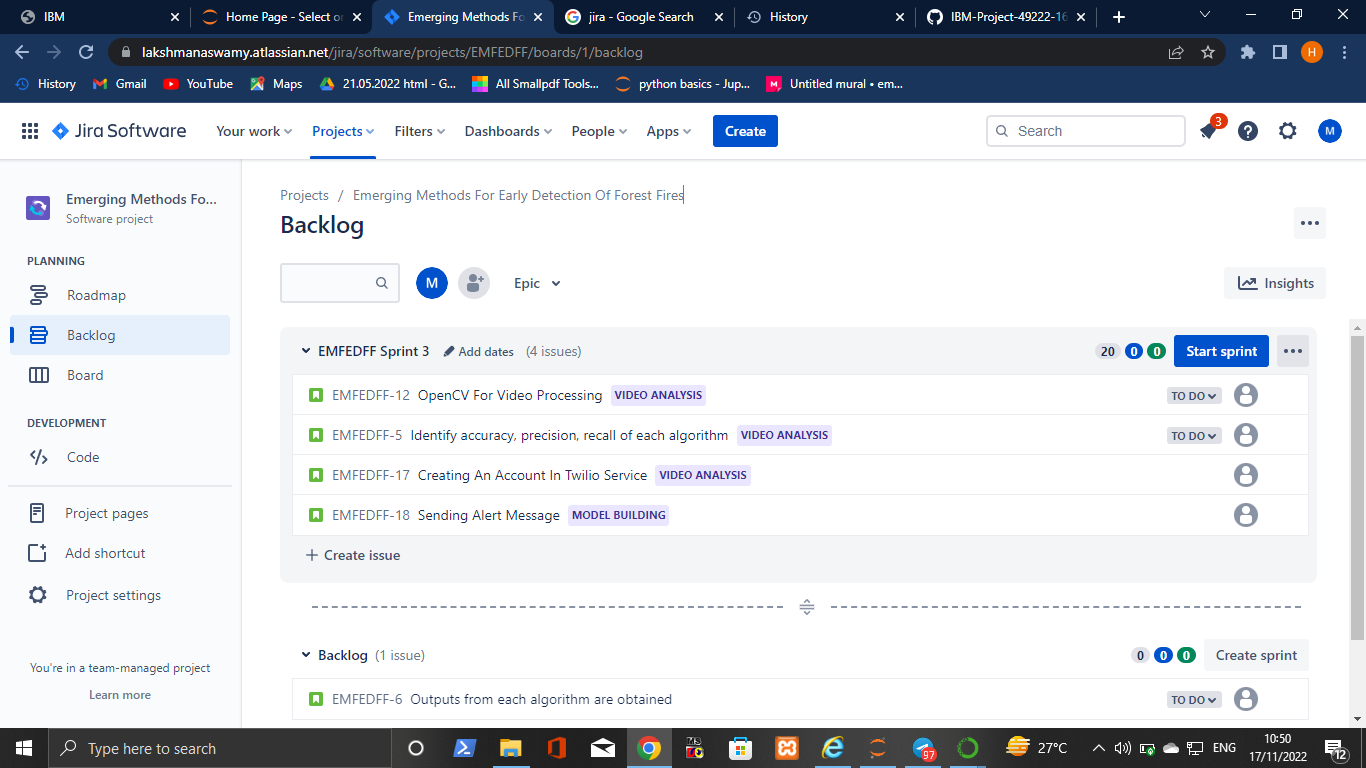 IBM
Home Page - Select or
Emerging Methods Fo
jira - Google Search
History
IBM-Project-49222-16
lakshmanaswamy.atlassian.net/jira/software/projects/EMFEDFF/boards/1/backlog
H
History
Gmail
YouTube
Maps
21.05.2022 html - G...
All Smallpdf Tools...
python basics - Jup...
Untitled mural • em...
Jira Software
Your work
Projects
Filters
Dashboards
People
Apps
Create
Search
3
M
Emerging Methods Fo...
Software project
PLANNING
Roadmap
Backlog
Board
DEVELOPMENT
Code
Project pages
Add shortcut
Project settings
You're in a team-managed project
Learn more
Projects / Emerging Methods For Early Detection Of Forest Fires
Backlog
M
Epic
Insights
EMFEDFF Sprint 3 Add dates (4 issues)
20 0 0 Start sprint
EMFEDFF-12 OpenCV For Video Processing VIDEO ANALYSIS TO DO
EMFEDFF-5 Identify accuracy, precision, recall of each algorithm VIDEO ANALYSIS TO DO
EMFEDFF-17 Creating An Account In Twilio Service VIDEO ANALYSIS
EMFEDFF-18 Sending Alert Message MODEL BUILDING
+ Create issue
Backlog (1 issue)
0 0 0 Create sprint
EMFEDFF-6 Outputs from each algorithm are obtained TO DO
Type here to search
97
27°C
ENG
10:50
17/11/2022
12